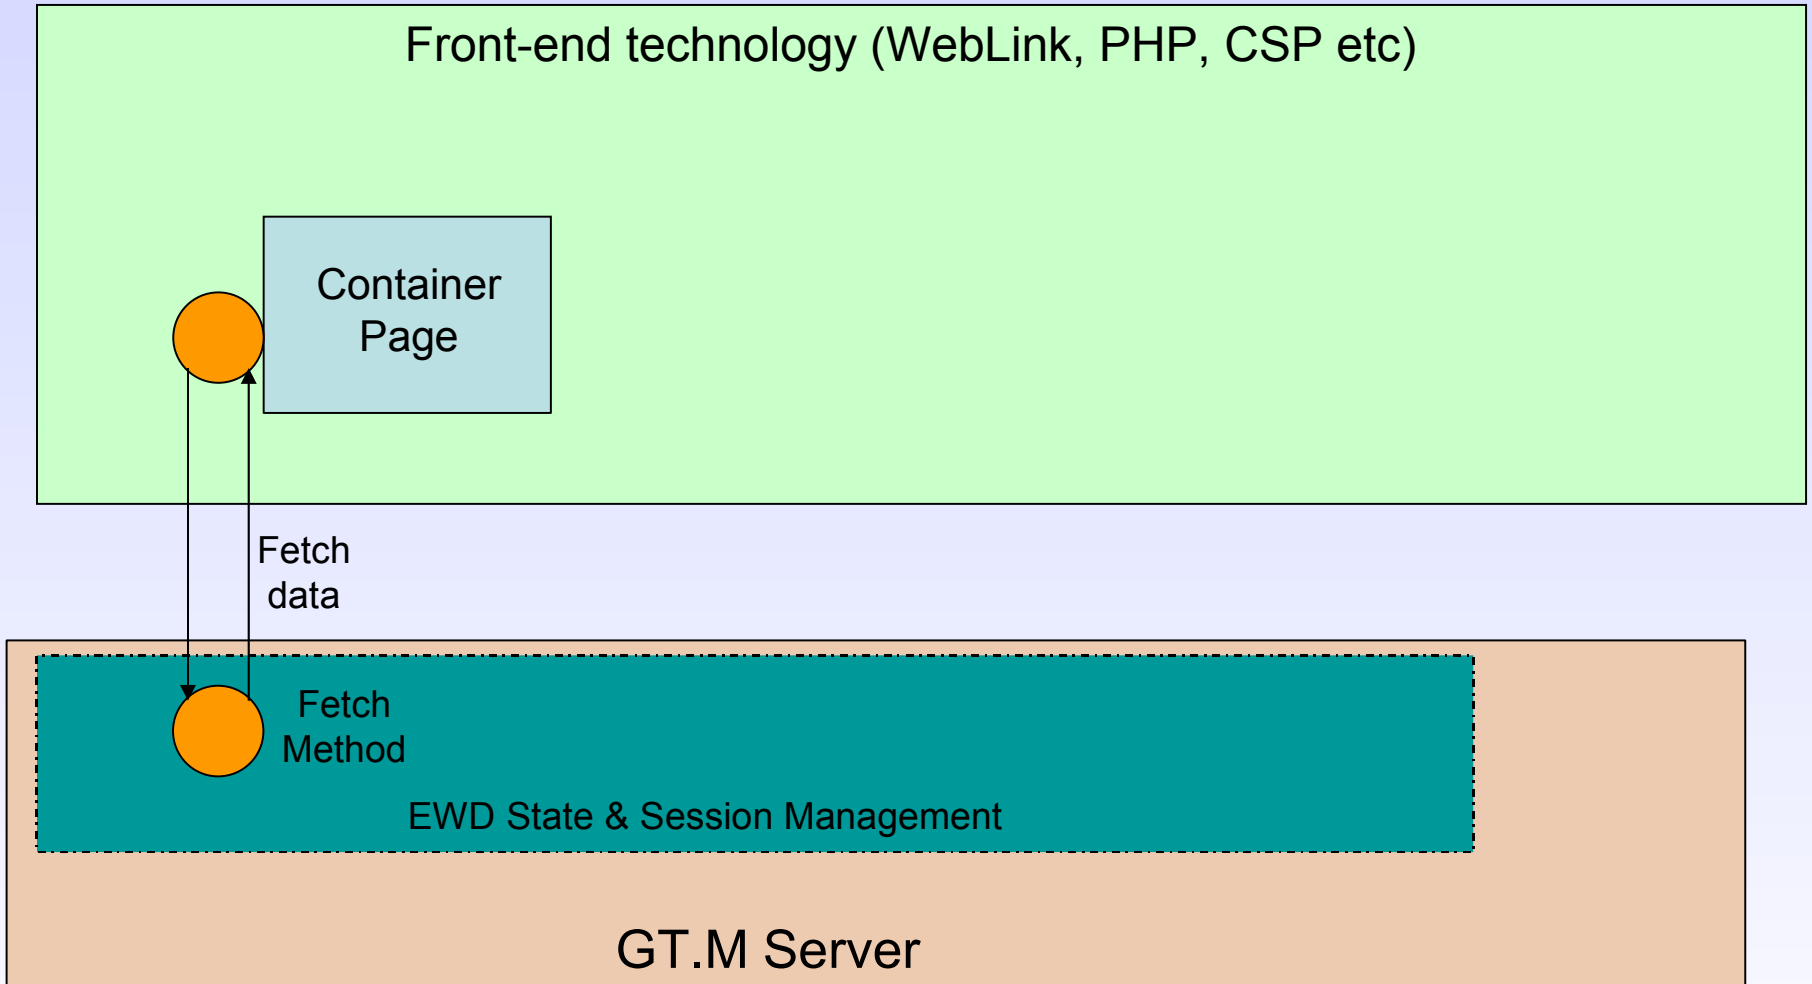 Front-end technology (WebLink, PHP, CSP etc)
Container
Page
Fetch
data
Fetch
Method
EWD State & Session Management
GT.M Server